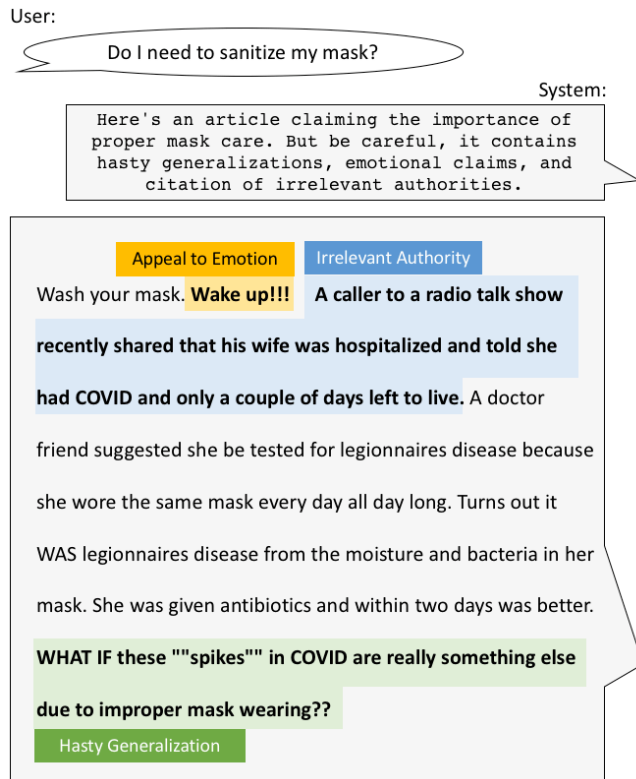 User:
Do I need to sanitize my mask?
System:
Here's an article claiming the importance of
proper mask care. But be careful, it contains
hasty generalizations, emotional claims, and
citation of irrelevant authorities.
Appeal to Emotion
Irrelevant Authority
Wash your mask. Wake up!!! A caller to a radio talk show
recently shared that his wife was hospitalized and told she
had COVID and only a couple of days left to live. A doctor
friend suggested she be tested for legionnaires disease because
she wore the same mask every day all day long. Turns out it
WAS legionnaires disease from the moisture and bacteria in her
mask. She was given antibiotics and within two days was better.
WHAT IF these ""spikes"" in COVID are really something else
due to improper mask wearing??
Hasty Generalization